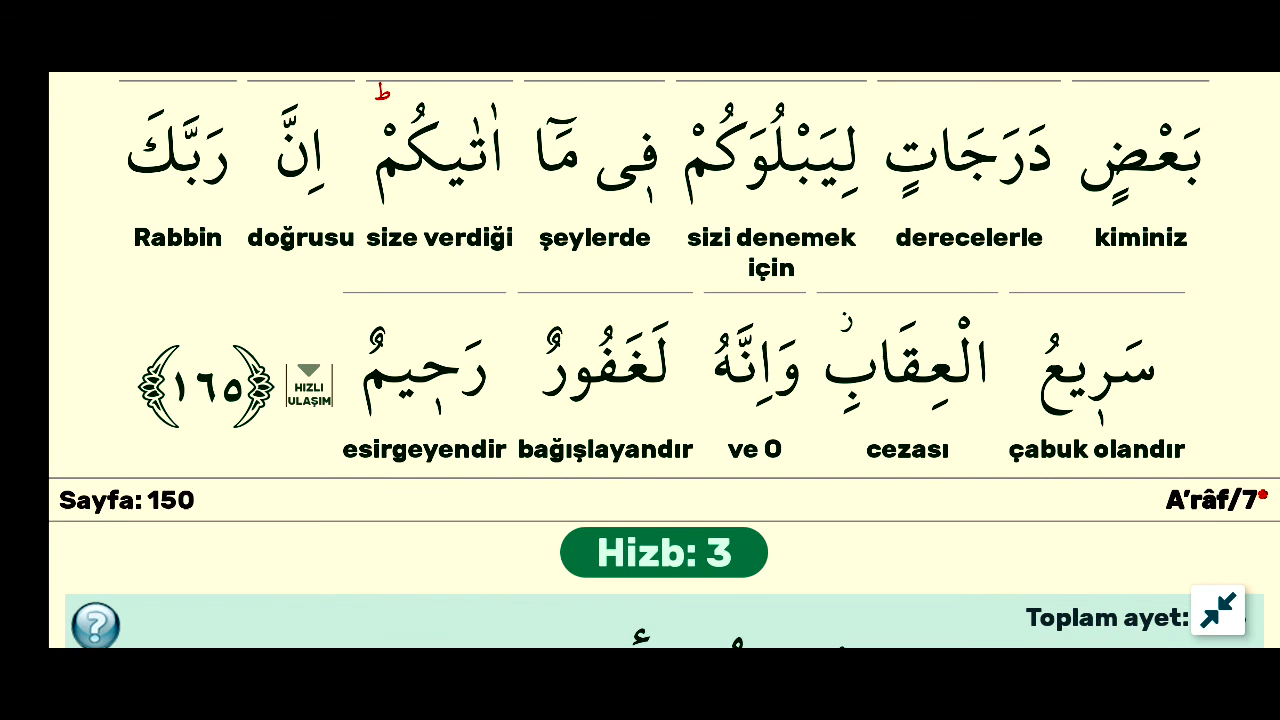 بَعْضٍ دَرَجَاتٍ لِيَبْلُوَكُمْ ف۪ى مَٓا اٰتٰيكُمْۜ اِنَّ رَبَّكَ
kiminiz derecelerle sizi denemek için şeylerde size verdiği doğrusu Rabbin
سَر۪يعُ الْعِقَابِۘ وَاِنَّهُ لَغَفُورٌ رَح۪يمٌ ﴿١٦٥﴾
HIZLI ULAŞIM
çabuk olandır cezası ve O bağışlayandır esirgeyendir
Sayfa: 150 A'râf/7*
Hizb: 3
Toplam ayet: